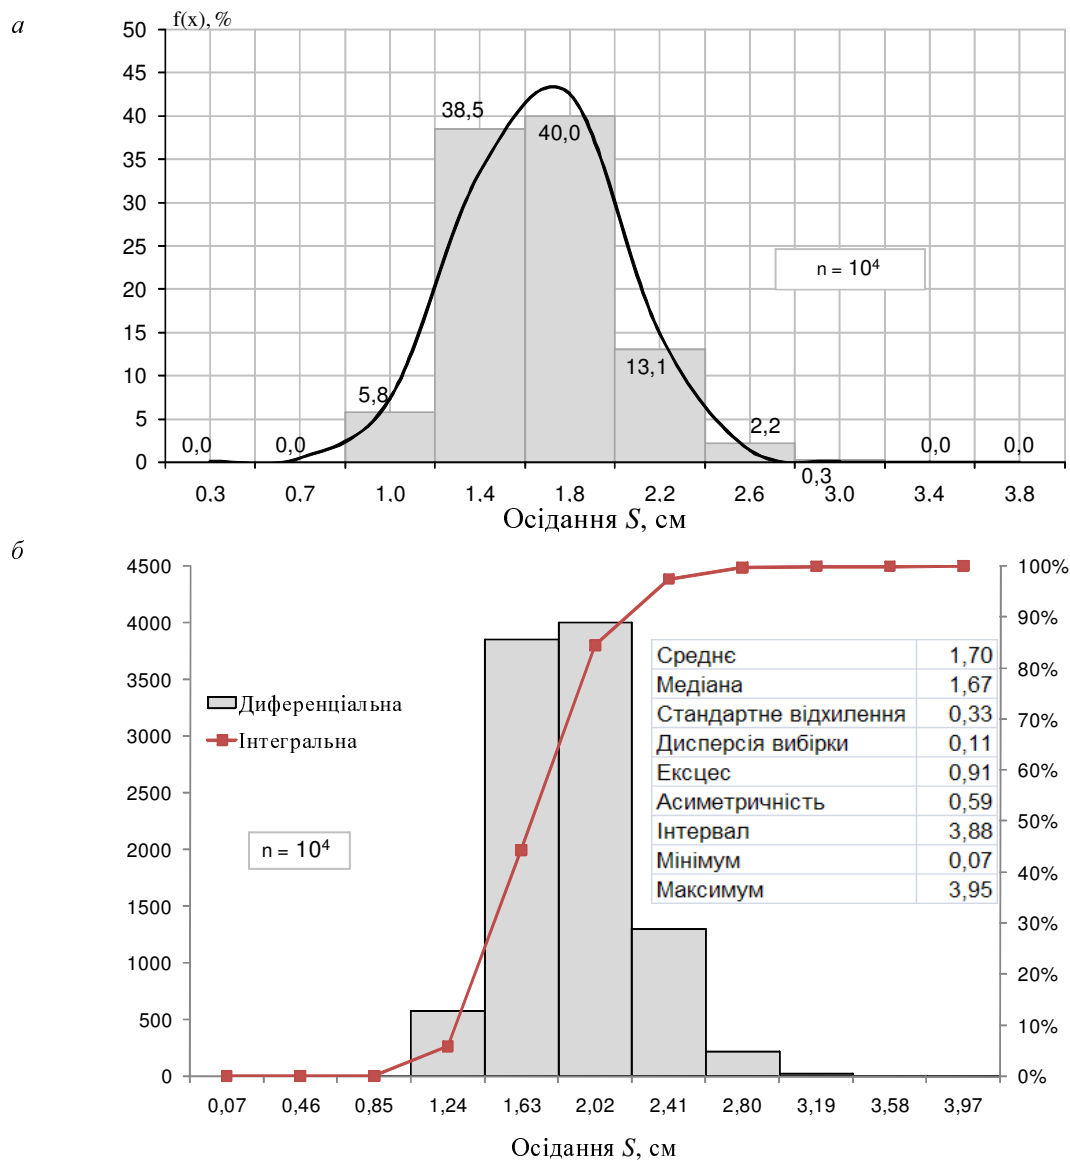 а
f(x), %
50
45
40
35
30
25
20
15
10
5
0
38,5
40,0
n = 10⁴
13,1
5,8
2,2
0,0 0,0 0,0 0,0
0,3
0.3 0.7 1.0 1.4 1.8 2.2 2.6 3.0 3.4 3.8
Осідання S, см
б
4500
4000
3500
3000
2500
2000
1500
1000
500
0
100%
90%
80%
70%
60%
50%
40%
30%
20%
10%
0%
Диференціальна
Інтегральна
n = 10⁴
Среднє 1,70
Медіана 1,67
Стандартне відхилення 0,33
Дисперсія вибірки 0,11
Ексцес 0,91
Асиметричність 0,59
Інтервал 3,88
Мінімум 0,07
Максимум 3,95
0,07 0,46 0,85 1,24 1,63 2,02 2,41 2,80 3,19 3,58 3,97
Осідання S, см